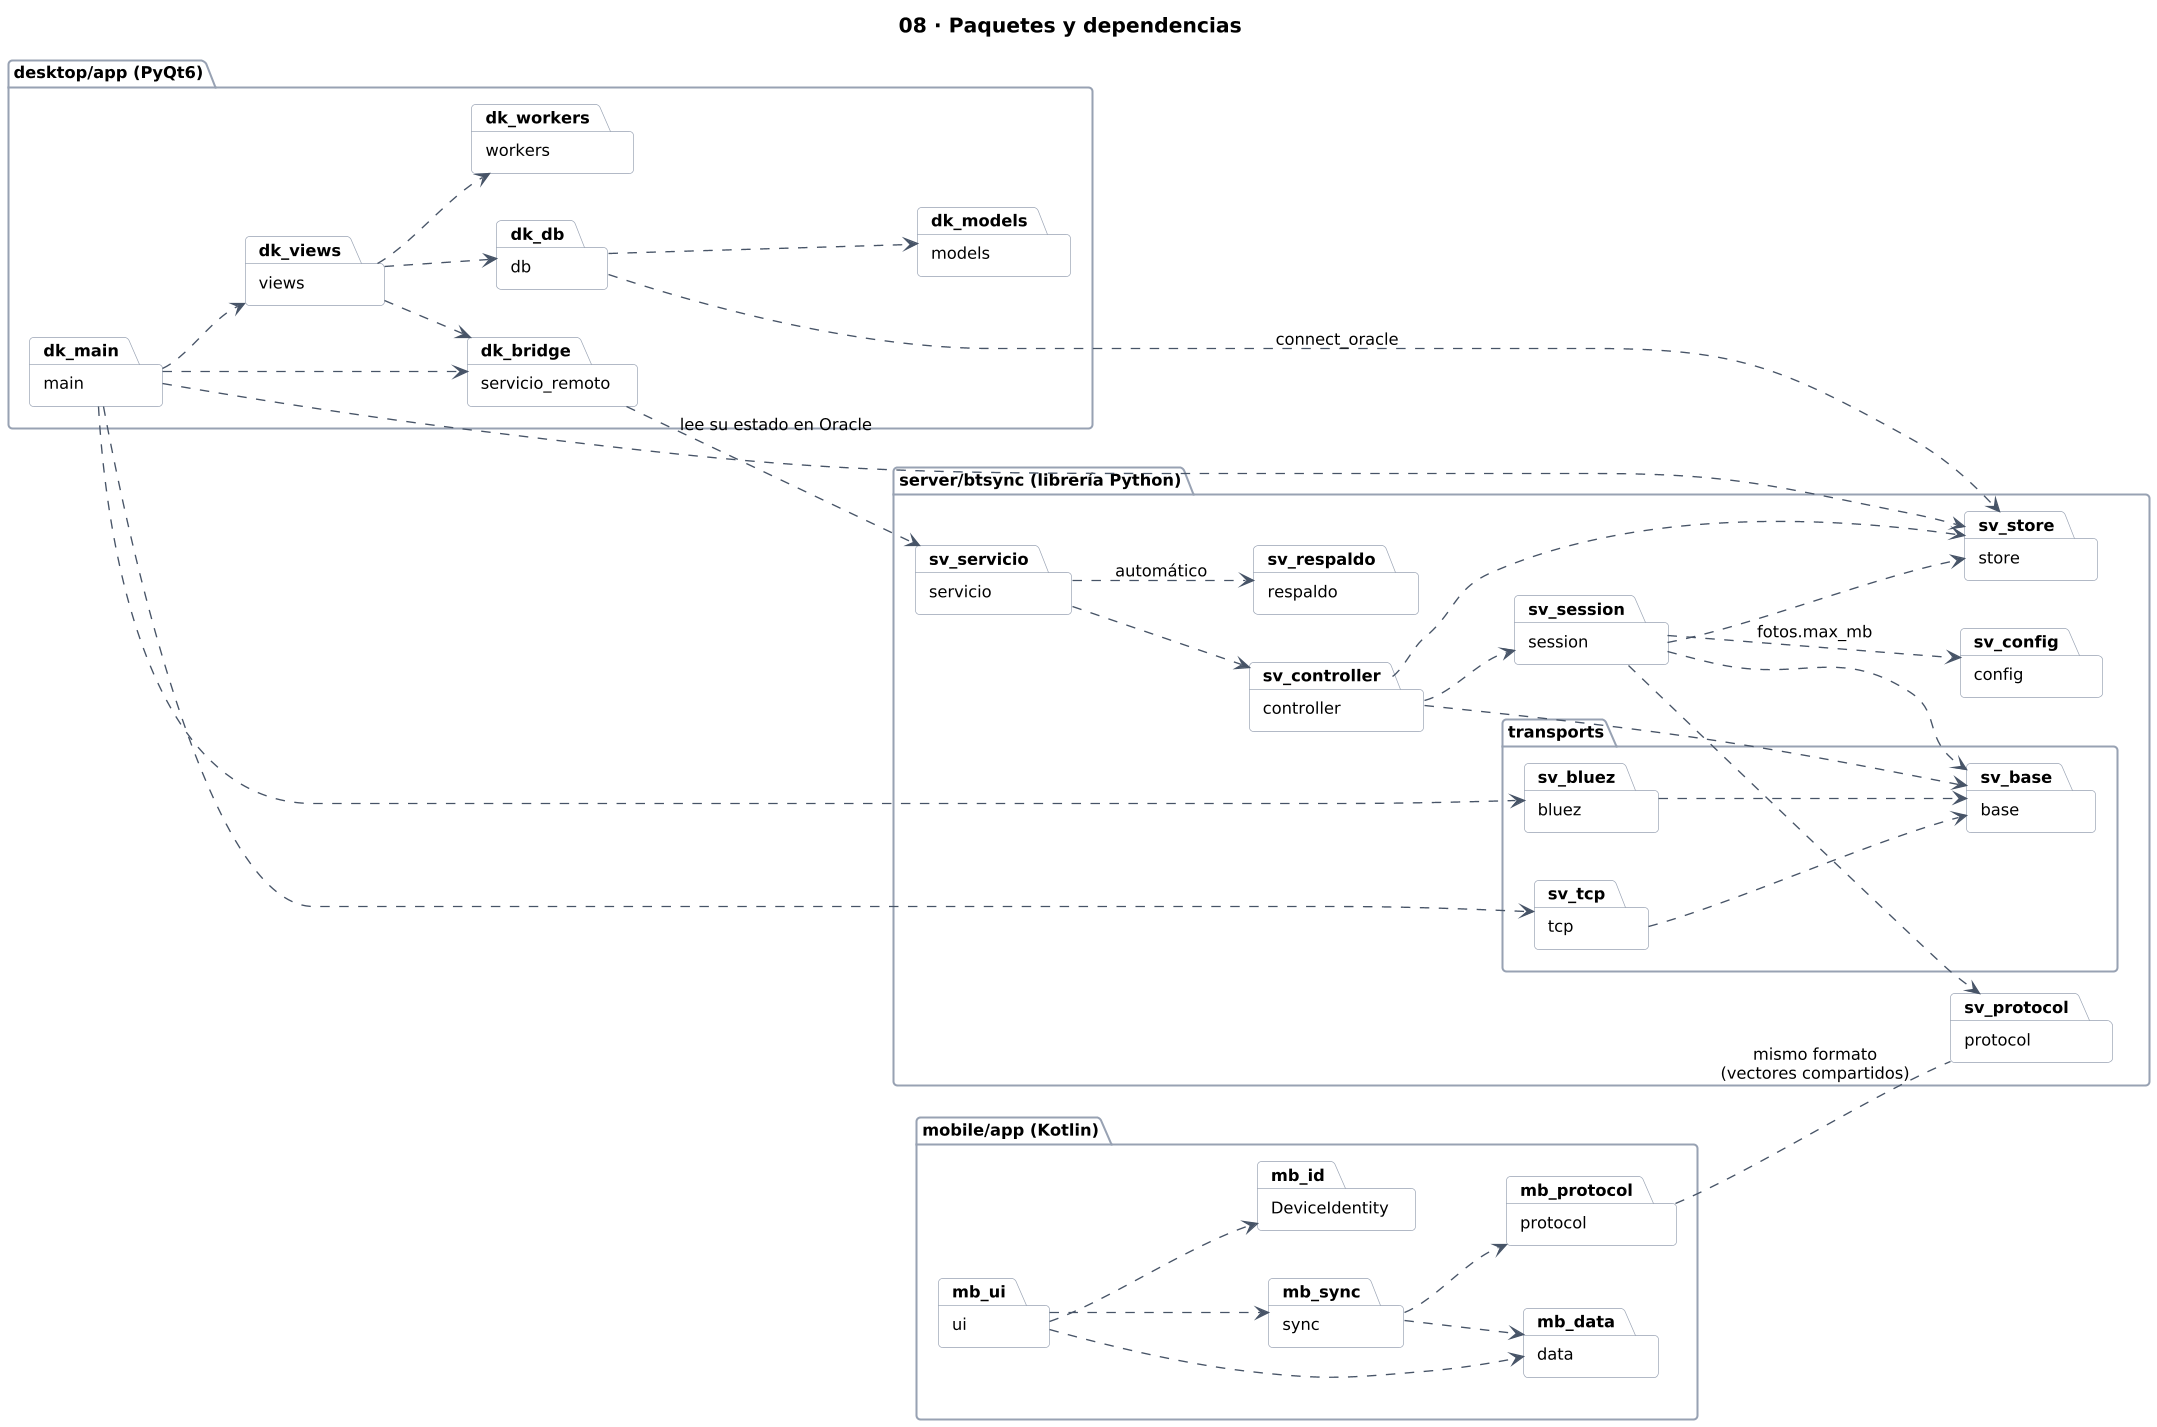 08 · Paquetes y dependencias
desktop/app (PyQt6)
dk_workers
workers
dk_models
models
dk_db
db
dk_views
views
dk_main
main
dk_bridge
servicio_remoto
connect_oracle
lee su estado en Oracle
server/btsync (librería Python)
sv_store
store
sv_servicio
servicio
automático
sv_respaldo
respaldo
sv_session
session
fotos.max_mb
sv_config
config
sv_controller
controller
transports
sv_bluez
bluez
sv_base
base
sv_tcp
tcp
sv_protocol
protocol
mismo formato
(vectores compartidos)
mobile/app (Kotlin)
mb_id
DeviceIdentity
mb_protocol
protocol
mb_ui
ui
mb_sync
sync
mb_data
data